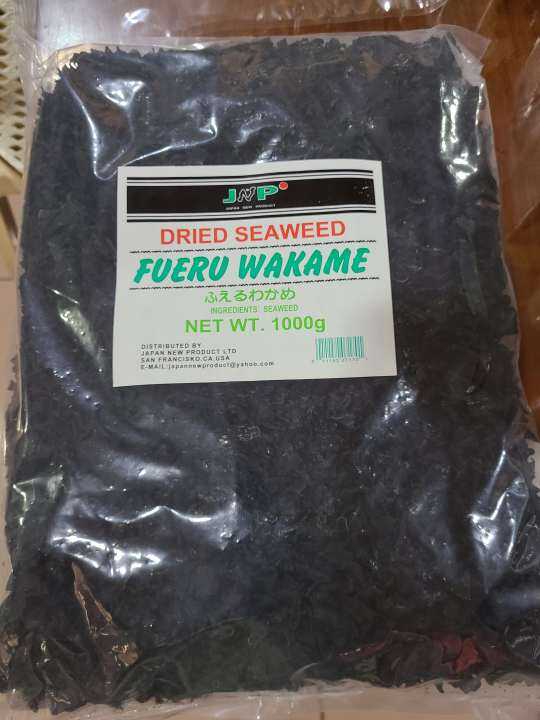 JNP
JAPAN NEW PRODUCT
DRIED SEAWEED
FUERU WAKAME
ふえるわかめ
INGREDIENTS: SEAWEED
NET WT. 1000g
DISTRIBUTED BY
JAPAN NEW PRODUCT LTD
SAN FRANCISKO.CA.USA
E-MAIL:japannewproduct@yahoo.com